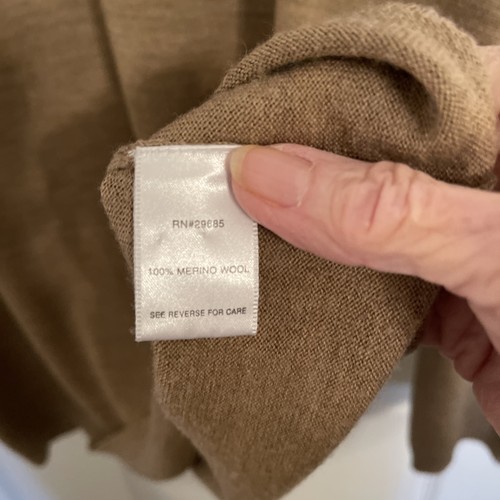 RN#29685
100% MERINO WOOL
SEE REVERSE FOR CARE